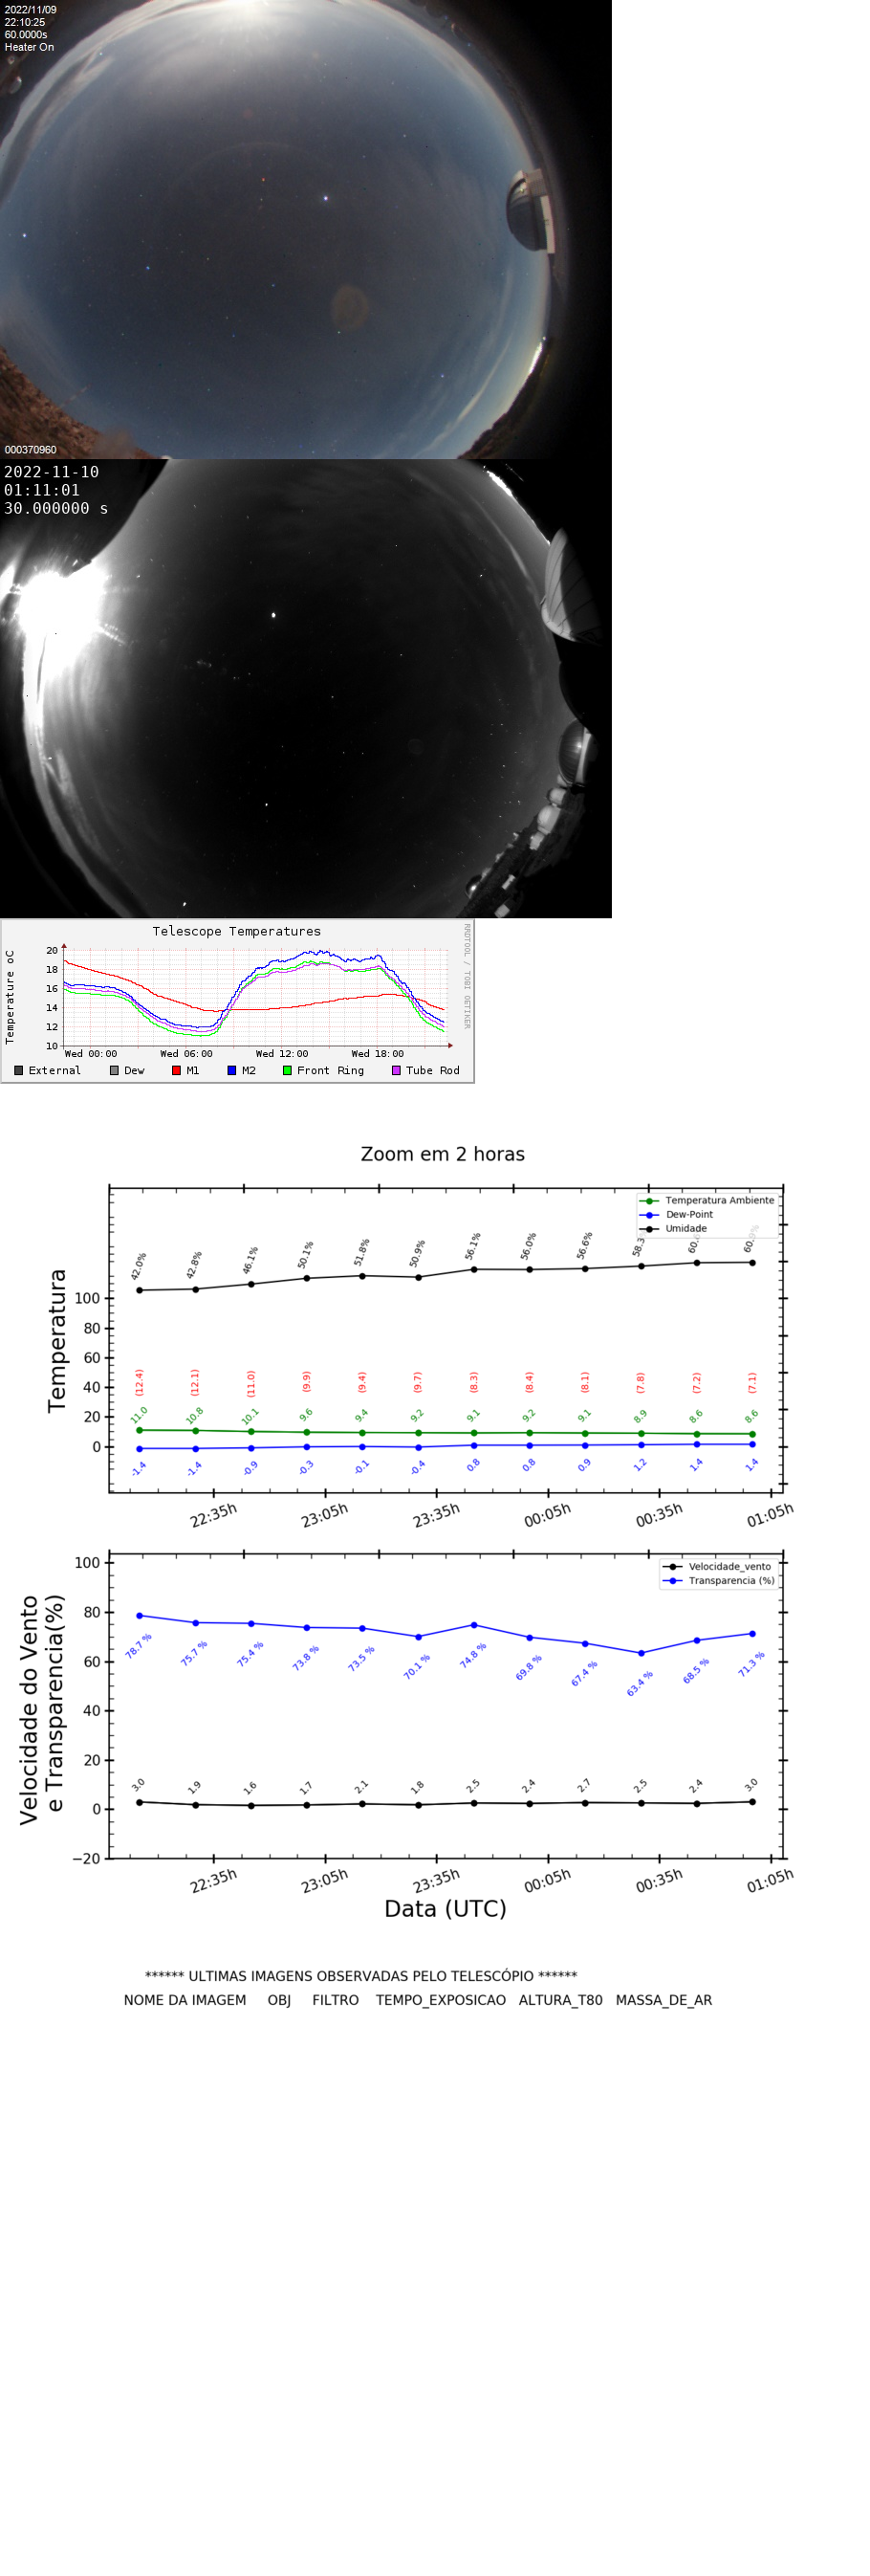 2022/11/09
22:10:25
60.0000s
Heater On
000370960
2022-11-10
01:11:01
30.000000 s
Telescope Temperatures
RRDTOOL / TOBI OETIKER
Temperature oC
20
18
16
14
12
10
Wed 00:00 Wed 06:00 Wed 12:00 Wed 18:00
External Dew M1 M2 Front Ring Tube Rod
Zoom em 2 horas
Temperatura Ambiente
Dew-Point
Umidade
Temperatura
42.0% 42.8% 46.1% 50.1% 51.8% 50.9% 56.1% 56.0% 56.6% 58.3 60. 60.
100
80
60
40
20
0
(12.4) (12.1) (11.0) (9.9) (9.4) (9.7) (8.3) (8.4) (8.1) (7.8) (7.2) (7.1)
11.0 10.8 10.1 9.6 9.4 9.2 9.1 9.2 9.1 8.9 8.6 8.6
-1.4 -1.4 -0.9 -0.3 -0.1 -0.4 0.8 0.8 0.9 1.2 1.4 1.4
22:35h 23:05h 23:35h 00:05h 00:35h 01:05h
Velocidade_vento
Transparencia (%)
Velocidade do Vento
e Transparencia(%)
100
80
60
40
20
0
−20
78.7 % 75.7 % 75.4 % 73.8 % 73.5 % 70.1 % 74.8 % 69.8 % 67.4 % 63.4 % 68.5 % 71.3 %
3.0 1.9 1.6 1.7 2.1 1.8 2.5 2.4 2.7 2.5 2.4 3.0
22:35h 23:05h 23:35h 00:05h 00:35h 01:05h
Data (UTC)
****** ULTIMAS IMAGENS OBSERVADAS PELO TELESCÓPIO ******
NOME DA IMAGEM OBJ FILTRO TEMPO_EXPOSICAO ALTURA_T80 MASSA_DE_AR